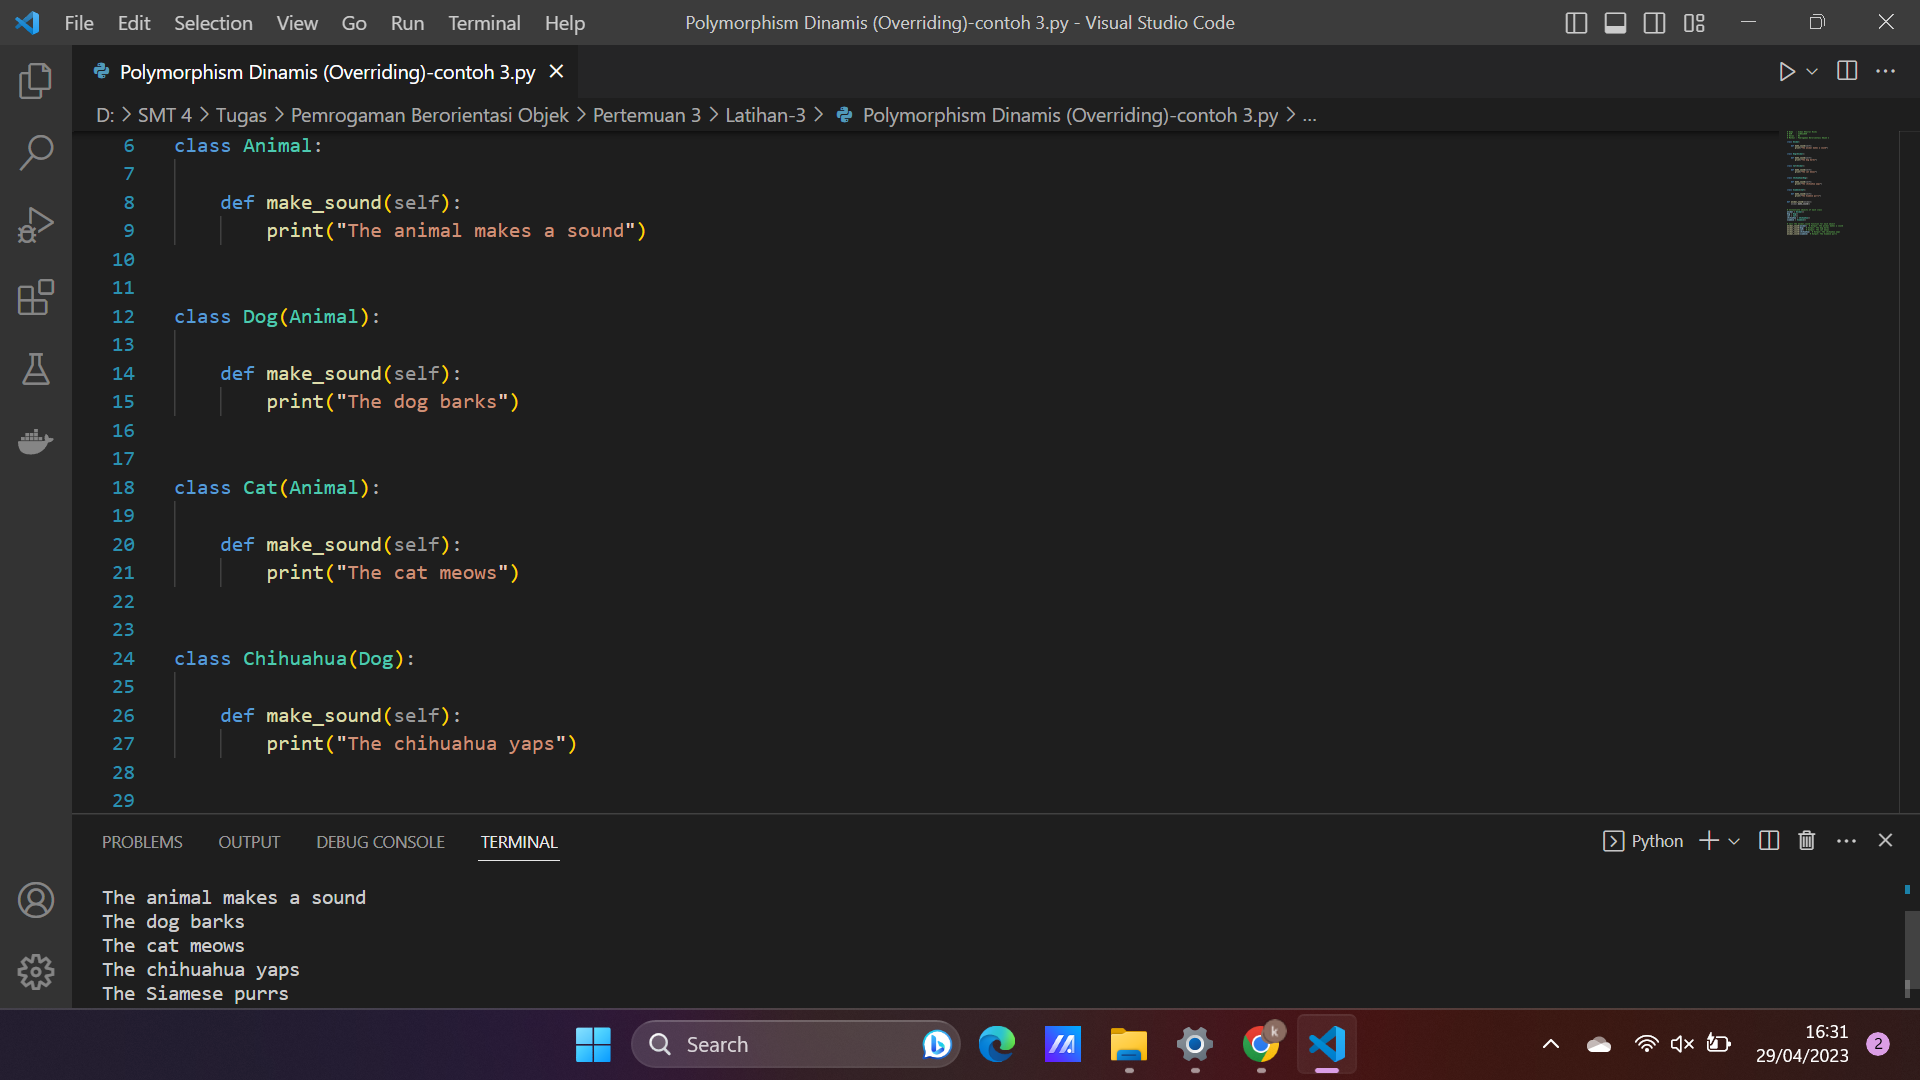 File Edit Selection View Go Run Terminal Help
Polymorphism Dinamis (Overriding)-contoh 3.py - Visual Studio Code
Polymorphism Dinamis (Overriding)-contoh 3.py
D: > SMT 4 > Tugas > Pemrogaman Berorientasi Objek > Pertemuan 3 > Latihan-3 > Polymorphism Dinamis (Overriding)-contoh 3.py > ...
6 class Animal:
7
8 def make_sound(self):
9 print("The animal makes a sound")
10
11
12 class Dog(Animal):
13
14 def make_sound(self):
15 print("The dog barks")
16
17
18 class Cat(Animal):
19
20 def make_sound(self):
21 print("The cat meows")
22
23
24 class Chihuahua(Dog):
25
26 def make_sound(self):
27 print("The chihuahua yaps")
28
29
PROBLEMS OUTPUT DEBUG CONSOLE TERMINAL
Python
The animal makes a sound
The dog barks
The cat meows
The chihuahua yaps
The Siamese purrs
Search
k
16:31
29/04/2023
2